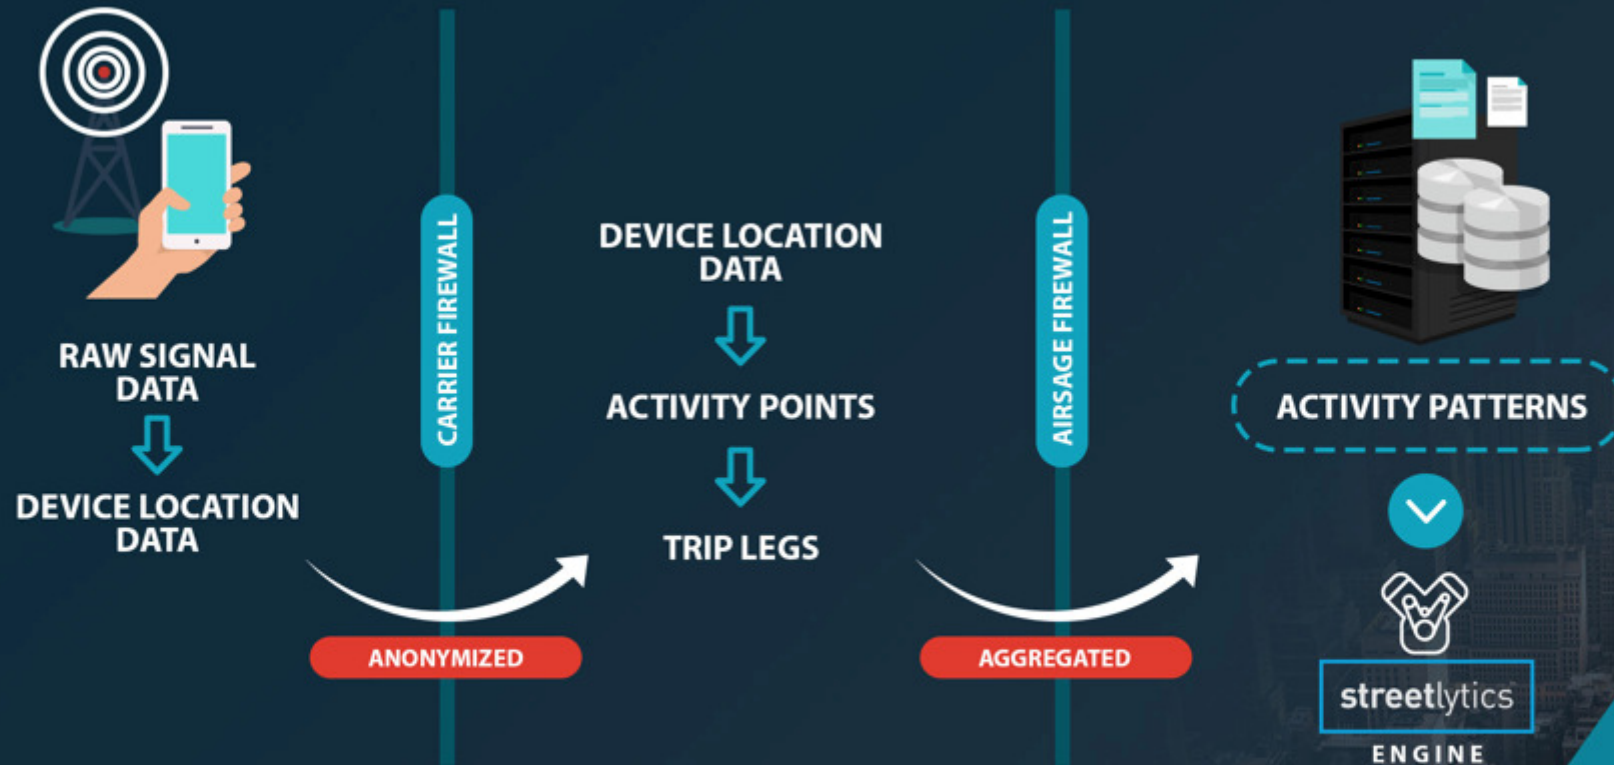 RAW SIGNAL
DATA
DEVICE LOCATION
DATA
CARRIER FIREWALL
ANONYMIZED
DEVICE LOCATION
DATA
ACTIVITY POINTS
TRIP LEGS
AIRSAGE FIREWALL
AGGREGATED
ACTIVITY PATTERNS
streetlytics
ENGINE